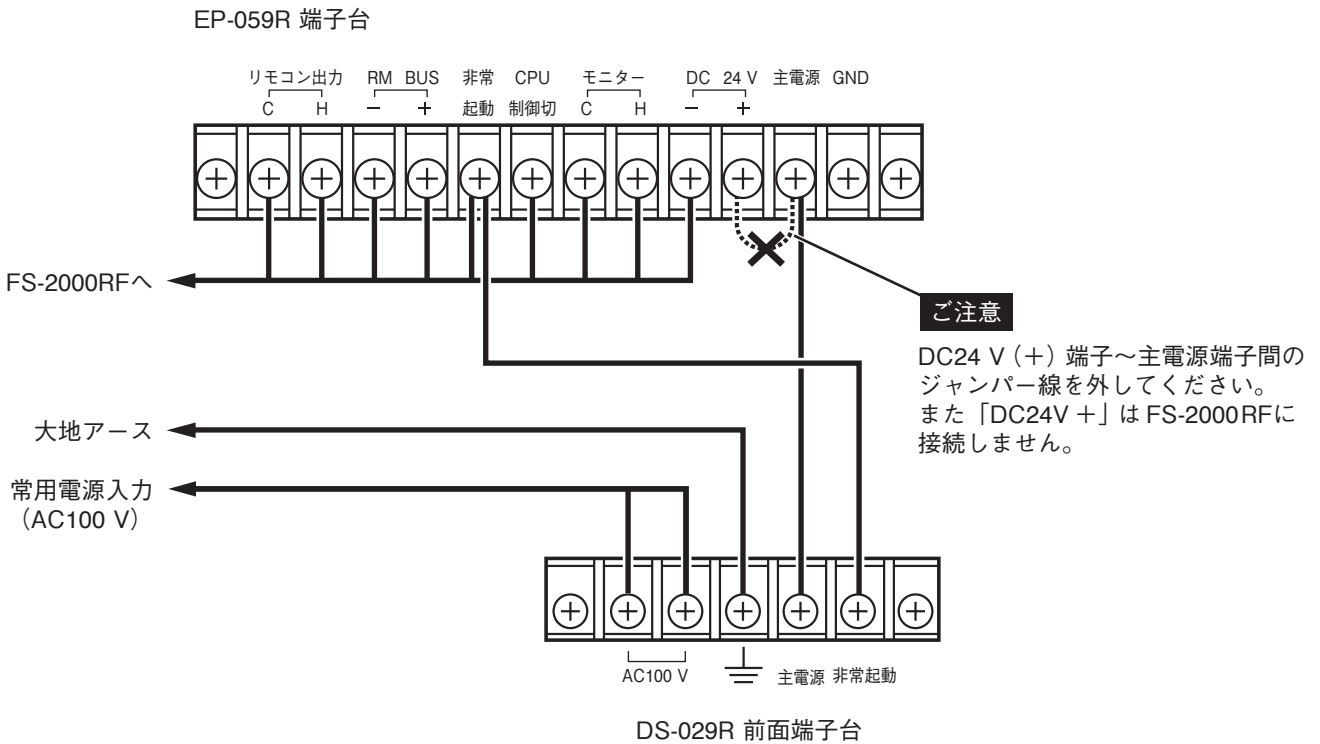 EP-059R 端子台
リモコン出力 RM BUS 非常 CPU モニター DC 24 V 主電源 GND
C H − + 起動 制御切 C H − +
FS-2000RFへ
ご注意
DC24 V（＋）端子〜主電源端子間の
ジャンパー線を外してください。
また「DC24V ＋」は FS-2000RFに
接続しません。
大地アース
常用電源入力
（AC100 V）
AC100 V 主電源 非常起動
DS-029R 前面端子台